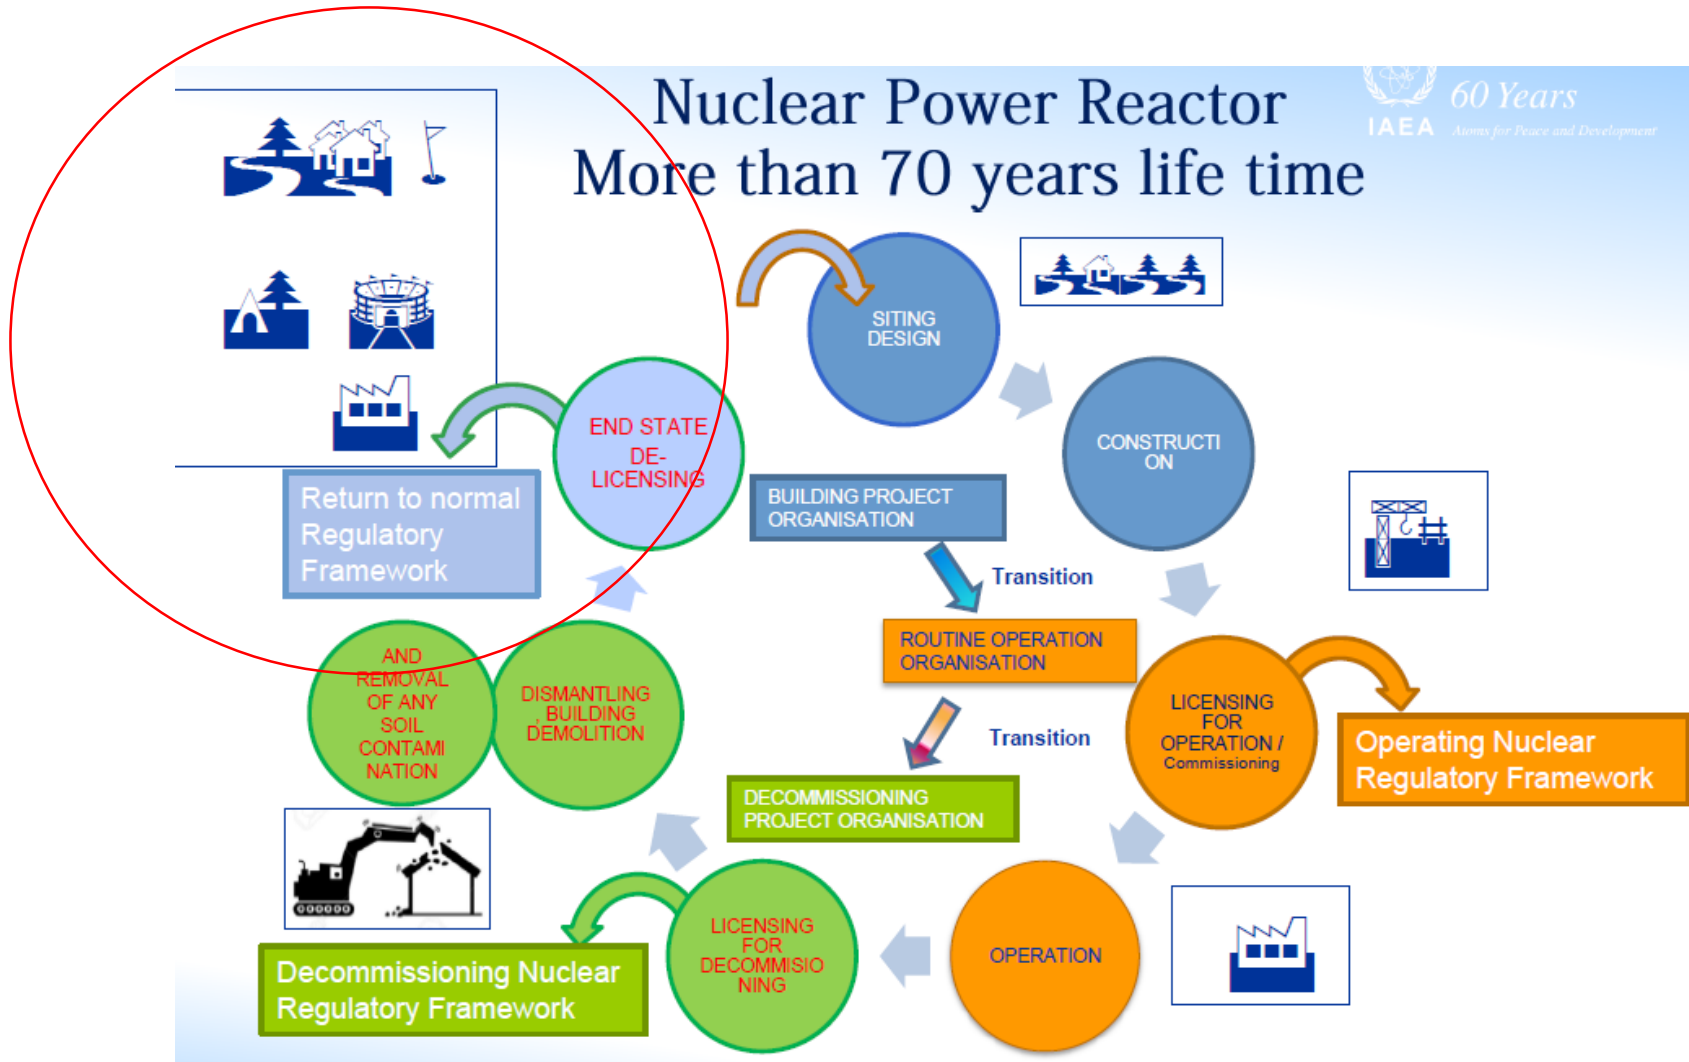 Nuclear Power Reactor
More than 70 years life time
60 Years
IAEA
Atoms for Peace and Development
SITING
DESIGN
CONSTRUCTI
ON
END STATE
DE-
LICENSING
BUILDING PROJECT
ORGANISATION
Return to normal
Regulatory
Framework
Transition
ROUTINE OPERATION
ORGANISATION
AND
REMOVAL
OF ANY
SOIL
CONTAMI
NATION
DISMANTLING
, BUILDING
DEMOLITION
LICENSING
FOR
OPERATION /
Commissioning
Operating Nuclear
Regulatory Framework
Transition
DECOMMISSIONING
PROJECT ORGANISATION
LICENSING
FOR
DECOMMISIO
NING
OPERATION
Decommissioning Nuclear
Regulatory Framework